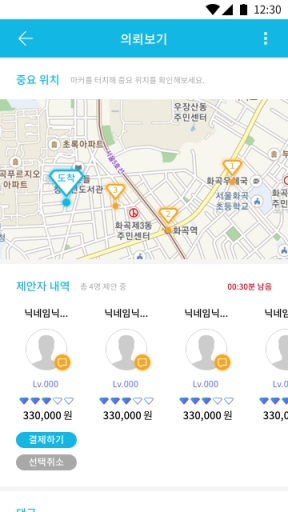 12:30
의뢰보기
중요 위치 마커를 터치해 중요 위치를 확인해보세요.
우장산동
주민센터
초록아파트
곡푸르지오
아파트
도착
도서관
3
1
화곡우체국
서울화곡
초등학교
2
화곡제3동
주민센터
화곡역
제안자 내역 총 4명 제안 중 00:30분 남음
닉네임닉... 닉네임닉... 닉네임닉... 닉네
Lv.000 Lv.000 Lv.000 Lv.0
330,000 원 330,000 원 330,000 원 330,00
결제하기
선택취소